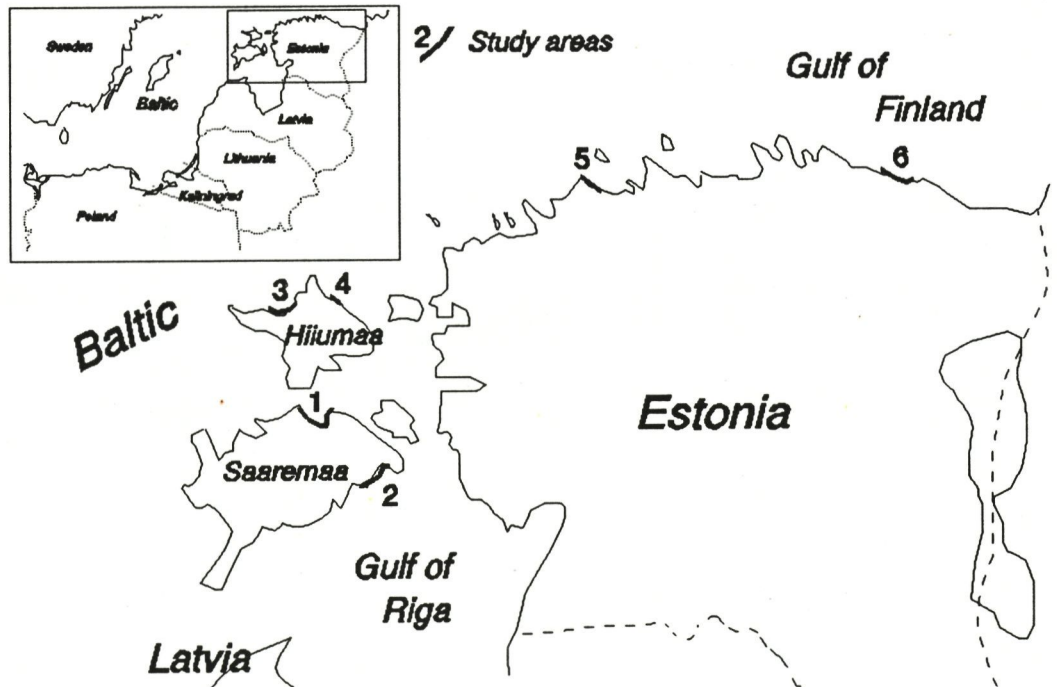 Sweden
Estonia
Baltic
Latvia
Lithuania
Kaliningrad
Poland
2 Study areas
Gulf of
Finland
5
6
3
4
Baltic
Hiiumaa
1
Estonia
Saaremaa
2
Gulf of
Riga
Latvia